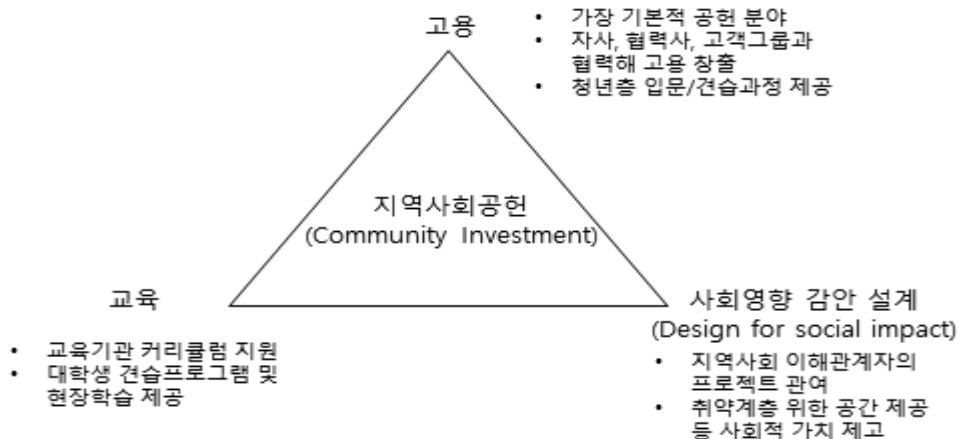 고용
• 가장 기본적 공헌 분야
• 자사, 협력사, 고객그룹과
협력해 고용 창출
• 청년층 입문/견습과정 제공
지역사회공헌
(Community Investment)
교육
• 교육기관 커리큘럼 지원
• 대학생 견습프로그램 및
현장학습 제공
사회영향 감안 설계
(Design for social impact)
• 지역사회 이해관계자의
프로젝트 관여
• 취약계층 위한 공간 제공
등 사회적 가치 제고